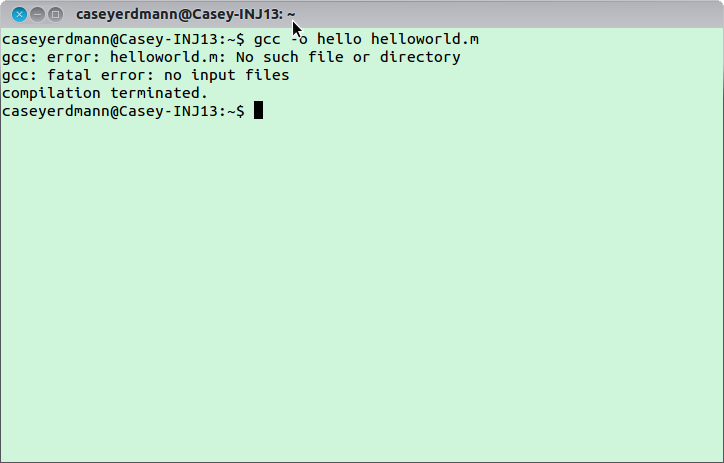 caseyerdmann@Casey-INJ13: ~
caseyerdmann@Casey-INJ13:~$ gcc -o hello helloworld.m
gcc: error: helloworld.m: No such file or directory
gcc: fatal error: no input files
compilation terminated.
caseyerdmann@Casey-INJ13:~$